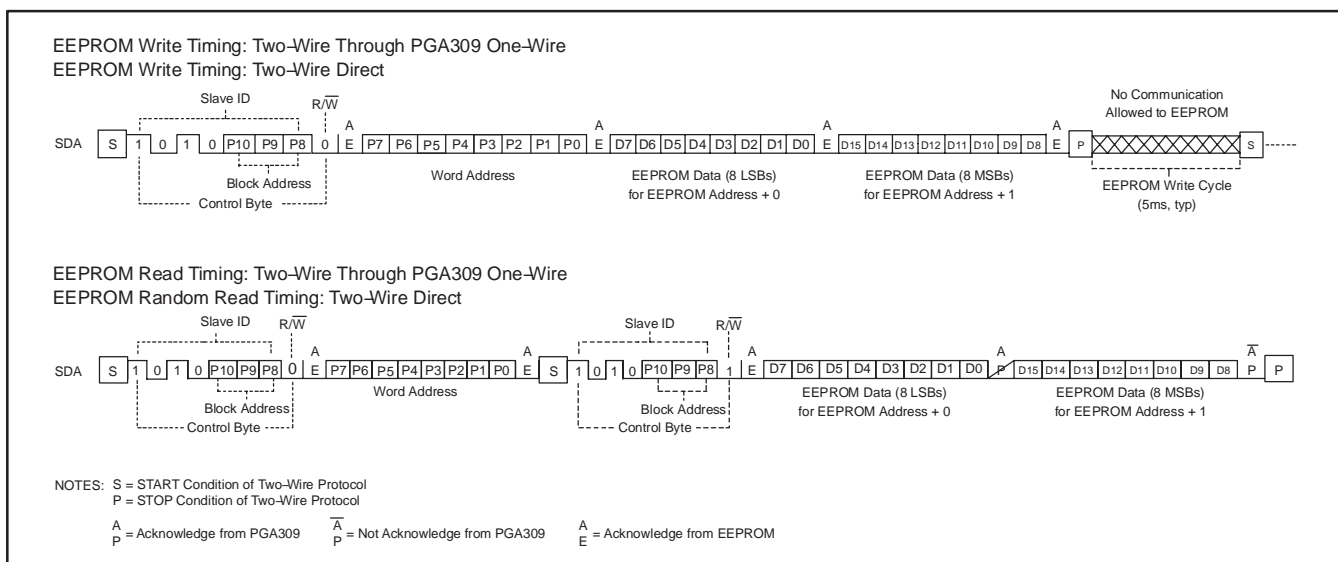 EEPROM Write Timing: Two–Wire Through PGA309 One–Wire
EEPROM Write Timing: Two–Wire Direct
No Communication
Allowed to EEPROM
Slave ID
R/W̅
A A A A
SDA S 1 0 1 0 P10 P9 P8 0 E P7 P6 P5 P4 P3 P2 P1 P0 E D7 D6 D5 D4 D3 D2 D1 D0 E D15 D14 D13 D12 D11 D10 D9 D8 E P S
Block Address
Control Byte
Word Address
EEPROM Data (8 LSBs)
for EEPROM Address + 0
EEPROM Data (8 MSBs)
for EEPROM Address + 1
EEPROM Write Cycle
(5ms, typ)
EEPROM Read Timing: Two–Wire Through PGA309 One–Wire
EEPROM Random Read Timing: Two–Wire Direct
Slave ID R/W̅ Slave ID R/W̅
A A A A A̅
SDA S 1 0 1 0 P10 P9 P8 0 E P7 P6 P5 P4 P3 P2 P1 P0 E S 1 0 1 0 P10 P9 P8 1 E D7 D6 D5 D4 D3 D2 D1 D0 P D15 D14 D13 D12 D11 D10 D9 D8 P P
Block Address
Control Byte
Word Address
Block Address
Control Byte
EEPROM Data (8 LSBs)
for EEPROM Address + 0
EEPROM Data (8 MSBs)
for EEPROM Address + 1
NOTES: S = START Condition of Two–Wire Protocol
P = STOP Condition of Two–Wire Protocol
A A̅ A
P = Acknowledge from PGA309 P = Not Acknowledge from PGA309 E = Acknowledge from EEPROM